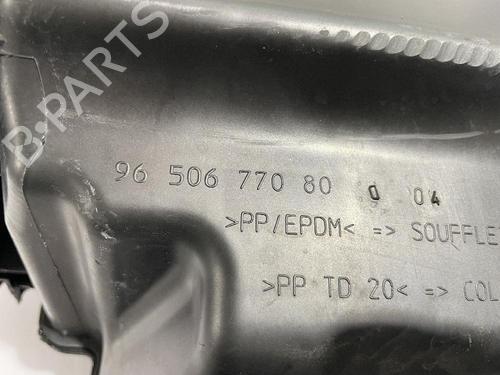 B-PARTS
96 506 770 80 0 04
>PP/EPDM< => SOUFFLE
>PP TD 20< => COL